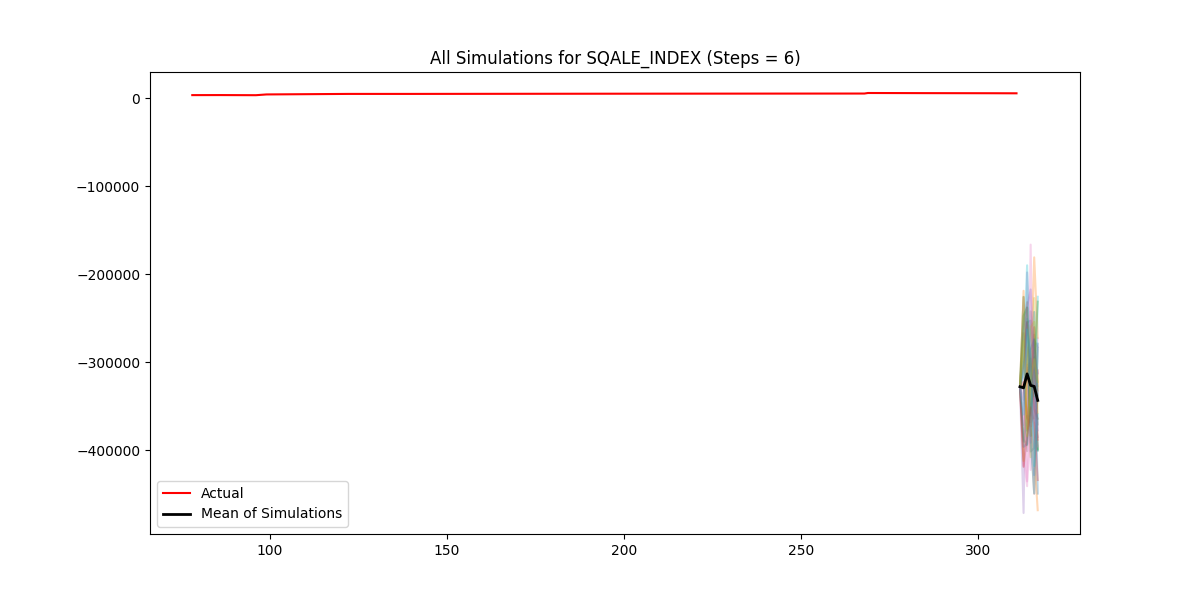 All Simulations for SQALE_INDEX (Steps = 6)
0
−100000
−200000
−300000
−400000
Actual
Mean of Simulations
100 150 200 250 300